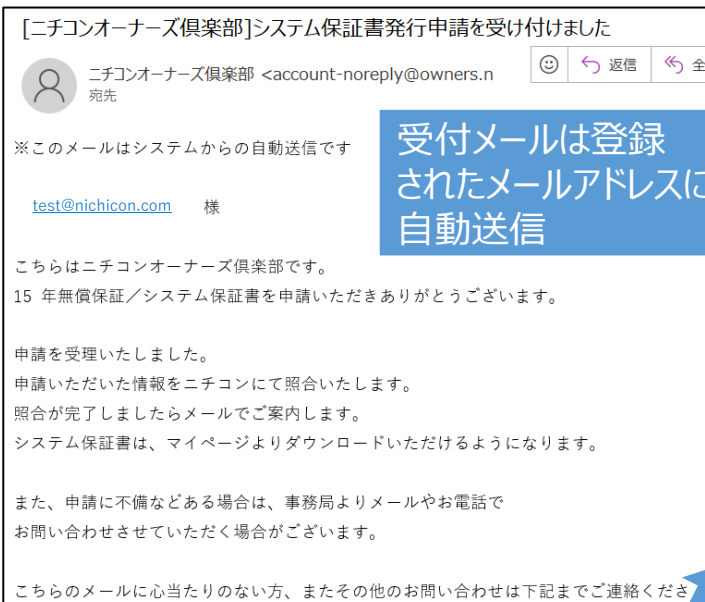 [ニチコンオーナーズ倶楽部]システム保証書発行申請を受け付けました
ニチコンオーナーズ倶楽部 <account-noreply@owners.n
返信
全
宛先
※このメールはシステムからの自動送信です
受付メールは登録
されたメールアドレスに
自動送信
test@nichicon.com 様
こちらはニチコンオーナーズ倶楽部です。
15 年無償保証／システム保証書を申請いただきありがとうございます。
申請を受理いたしました。
申請いただいた情報をニチコンにて照合いたします。
照合が完了しましたらメールでご案内します。
システム保証書は、マイページよりダウンロードいただけるようになります。
また、申請に不備などある場合は、事務局よりメールやお電話で
お問い合わせさせていただく場合がございます。
こちらのメールに心当たりのない方、またその他のお問い合わせは下記までご連絡くださ